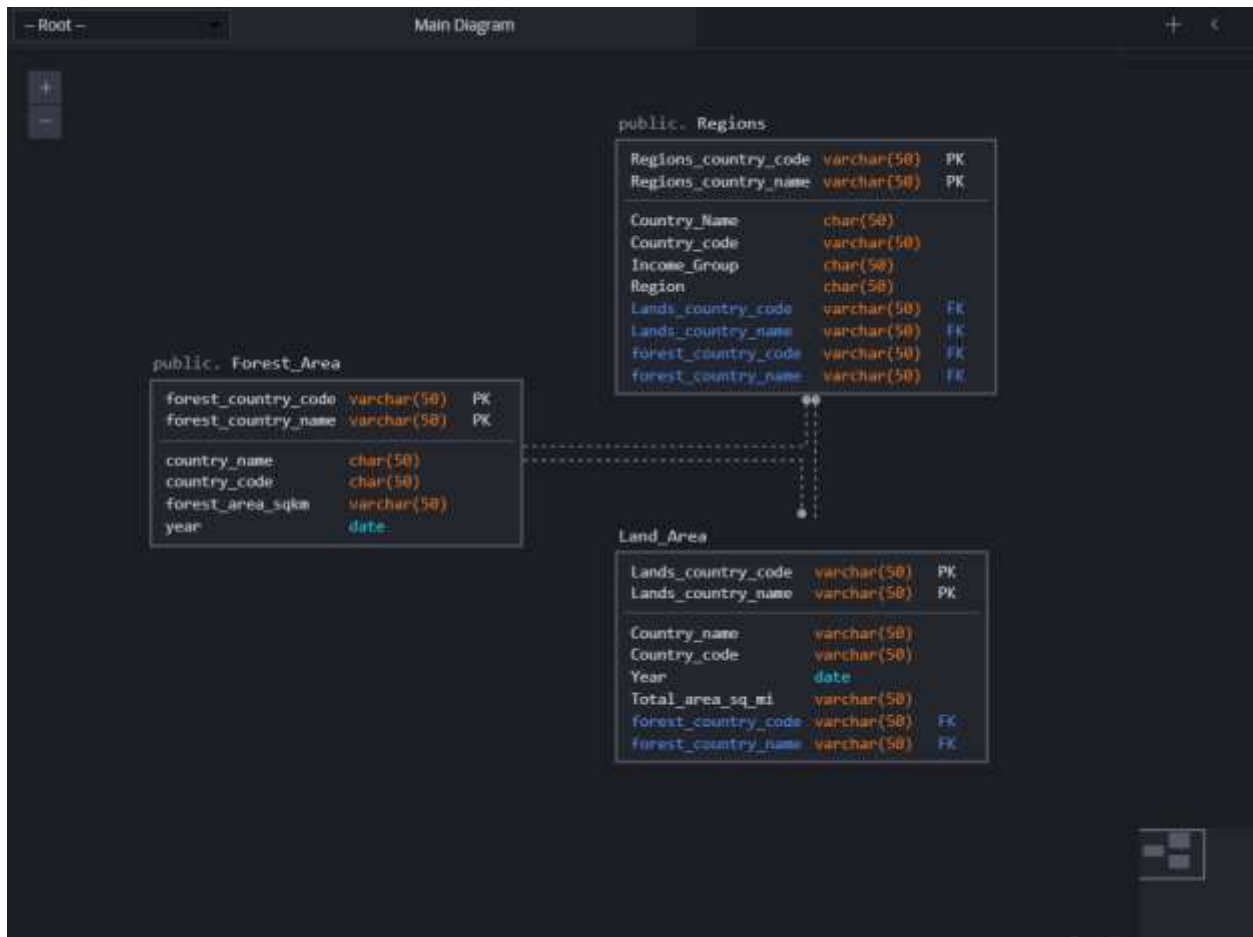 -- Root --
Main Diagram
public. Regions
Regions_country_code varchar(50) PK
Regions_country_name varchar(50) PK
Country_Name char(50)
Country_code varchar(50)
Income_Group char(50)
Region char(50)
Lands_country_code varchar(50) FK
Lands_country_name varchar(50) FK
forest_country_code varchar(50) FK
forest_country_name varchar(50) FK
public. Forest_Area
forest_country_code varchar(50) PK
forest_country_name varchar(50) PK
country_name char(50)
country_code char(50)
forest_area_sqkm varchar(50)
year date
Land_Area
Lands_country_code varchar(50) PK
Lands_country_name varchar(50) PK
Country_name varchar(50)
Country_code varchar(50)
Year date
Total_area_sq_mi varchar(50)
forest_country_code varchar(50) FK
forest_country_name varchar(50) FK